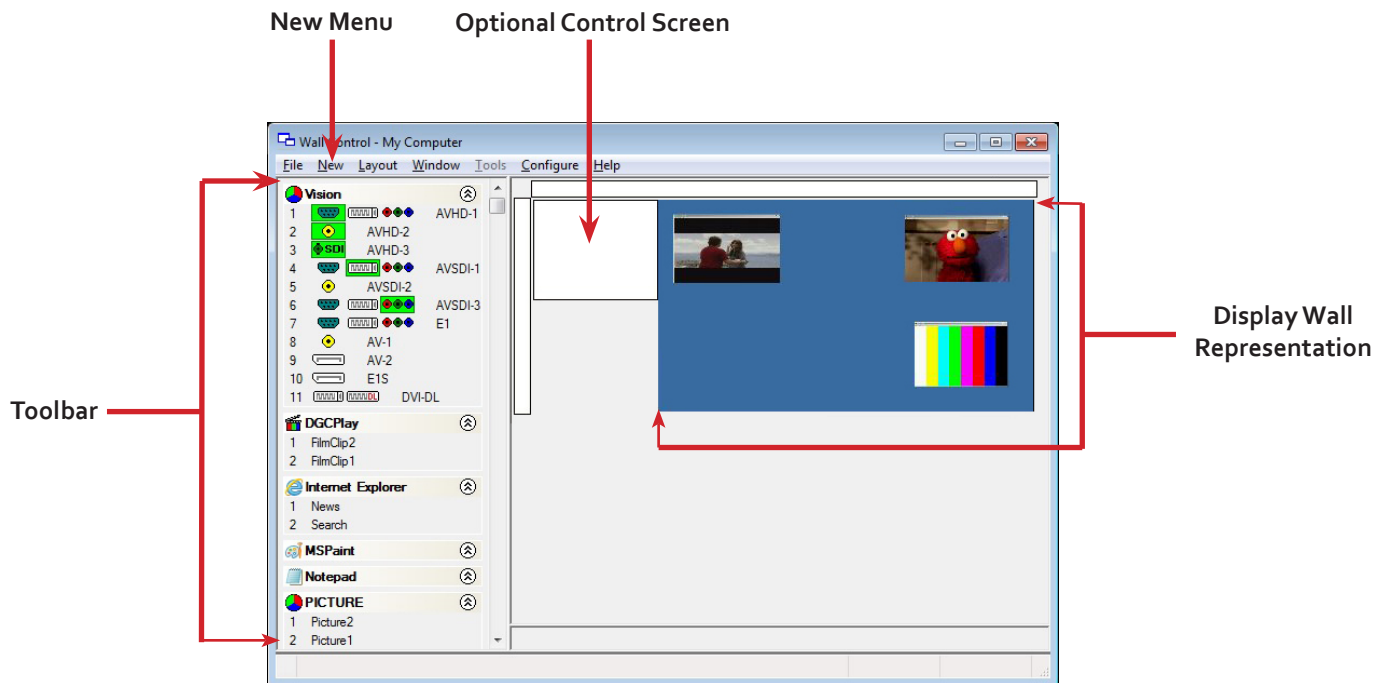 New Menu
Optional Control Screen
Wall Control - My Computer
File New Layout Window Tools Configure Help
Vision
1 AVHD-1
2 AVHD-2
3 SDI AVHD-3
4 AVSDI-1
5 AVSDI-2
6 AVSDI-3
7 E1
8 AV-1
9 AV-2
10 E1S
11 DL DVI-DL
DGCPlay
1 FilmClip2
2 FilmClip1
Internet Explorer
1 News
2 Search
MSPaint
Notepad
PICTURE
1 Picture2
2 Picture1
Toolbar
Display Wall
Representation